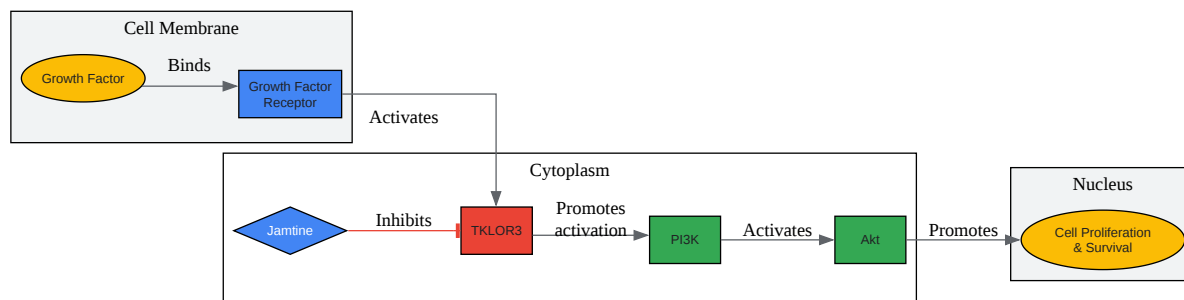 Cell Membrane
Growth Factor
Binds
Growth Factor
Receptor
Activates
Cytoplasm
Jamtine
Inhibits
TKLOR3
Promotes
activation
PI3K
Activates
Akt
Promotes
Nucleus
Cell Proliferation
& Survival